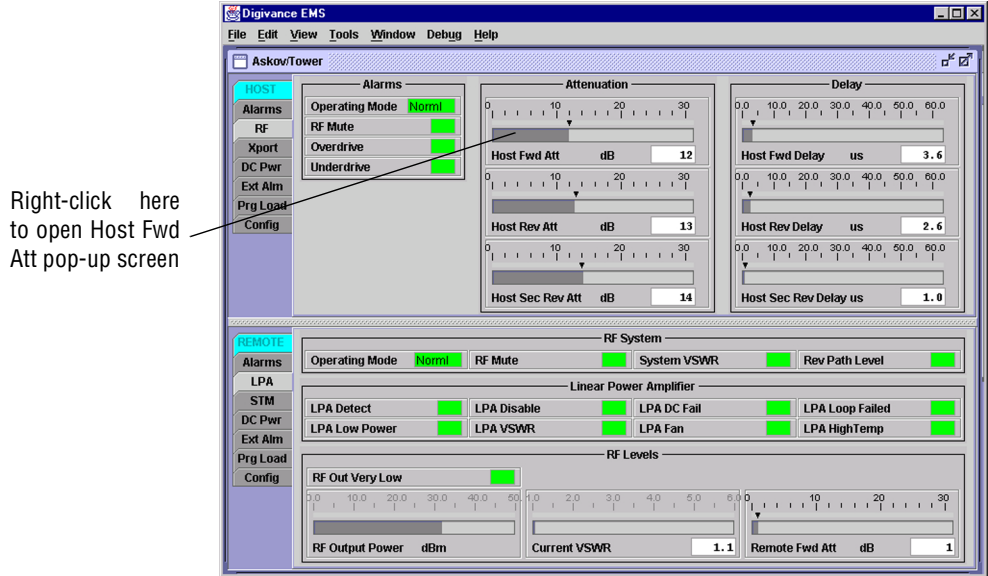 Digivance EMS
File Edit View Tools Window Debug Help
Askov/Tower
HOST
Alarms
RF
Xport
DC Pwr
Ext Alm
Prg Load
Config
Alarms
Operating Mode Norml
RF Mute
Overdrive
Underdrive
Attenuation
0 10 20 30
Host Fwd Att dB 12
0 10 20 30
Host Rev Att dB 13
0 10 20 30
Host Sec Rev Att dB 14
Delay
0.0 10.0 20.0 30.0 40.0 50.0 60.0
Host Fwd Delay us 3.6
0.0 10.0 20.0 30.0 40.0 50.0 60.0
Host Rev Delay us 2.6
0.0 10.0 20.0 30.0 40.0 50.0 60.0
Host Sec Rev Delay us 1.0
Right-click here
to open Host Fwd
Att pop-up screen
REMOTE
Alarms
LPA
STM
DC Pwr
Ext Alm
Prg Load
Config
RF System
Operating Mode Norml RF Mute System VSWR Rev Path Level
Linear Power Amplifier
LPA Detect LPA Disable LPA DC Fail LPA Loop Failed
LPA Low Power LPA VSWR LPA Fan LPA HighTemp
RF Levels
RF Out Very Low
0.0 10.0 20.0 30.0 40.0 50.
RF Output Power dBm
1.0 2.0 3.0 4.0 5.0 6.0
Current VSWR 1.1
0 10 20 30
Remote Fwd Att dB 1